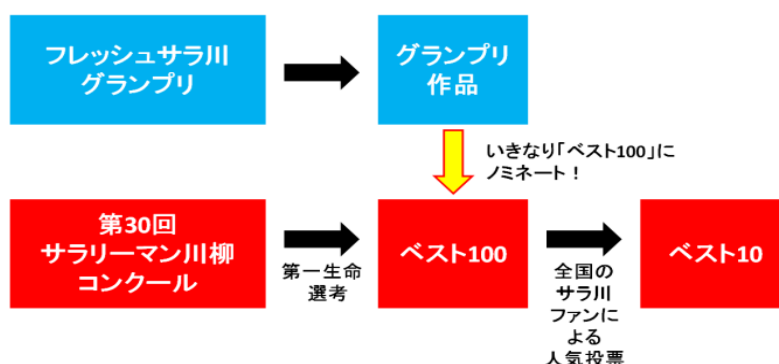 フレッシュサラ川
グランプリ
グランプリ
作品
いきなり「ベスト100」に
ノミネート！
第30回
サラリーマン川柳
コンクール
第一生命
選考
ベスト100
全国の
サラ川
ファンに
よる
人気投票
ベスト10